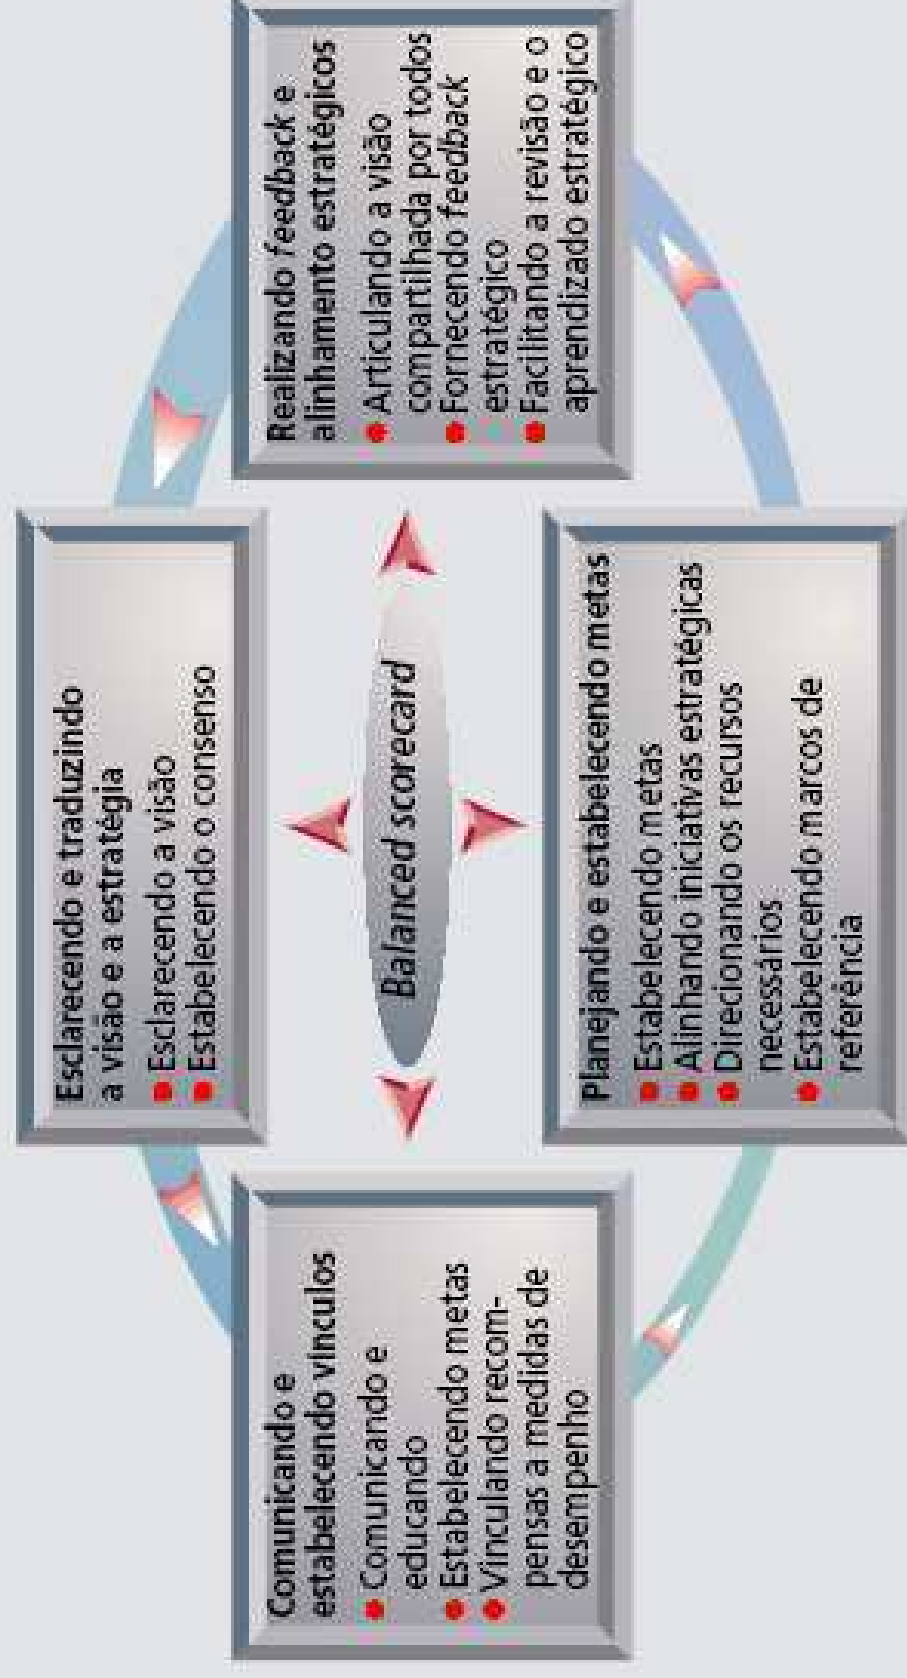 Esclarecendo e traduzindo
a visão e a estratégia
Esclarecendo a visão
Estabelecendo o consenso
Comunicando e
estabelecendo vínculos
Comunicando e
educando
Estabelecendo metas
Vinculando recom-
pensas a medidas de
desempenho
Balanced scorecard
Realizando feedback e
alinhamento estratégicos
Articulando a visão
compartilhada por todos
Fornecendo feedback
estratégico
Facilitando a revisão e o
aprendizado estratégico
Planejando e estabelecendo metas
Estabelecendo metas
Alinhando iniciativas estratégicas
Direcionando os recursos
necessários
Estabelecendo marcos de
referência